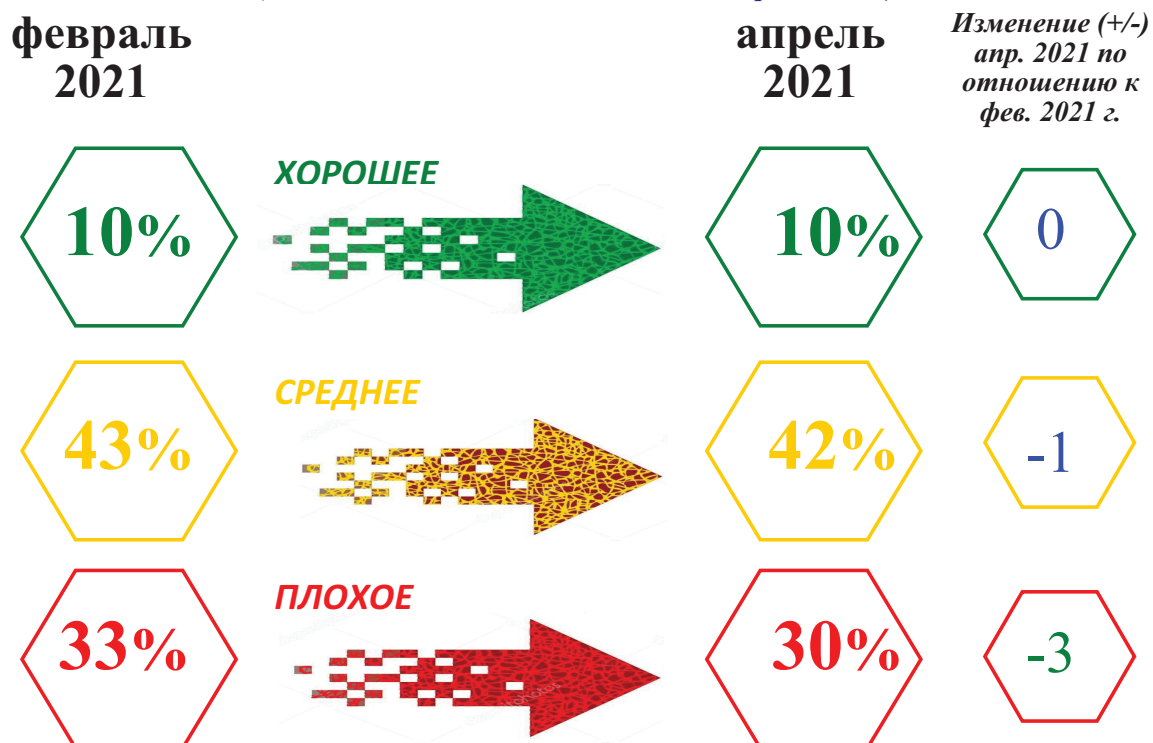 февраль
2021
апрель
2021
Изменение (+/-)
апр. 2021 по
отношению к
фев. 2021 г.
ХОРОШЕЕ
10%
10%
0
СРЕДНЕЕ
43%
42%
-1
ПЛОХОЕ
33%
30%
-3